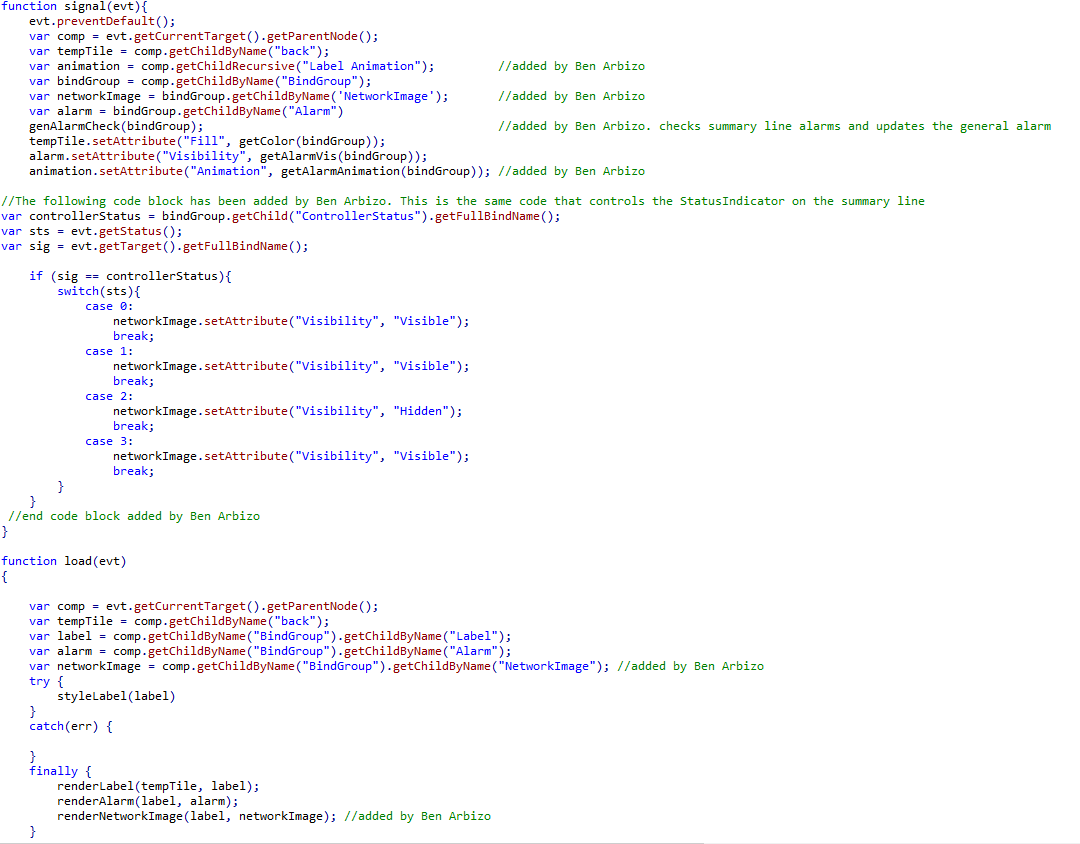 function signal(evt){
    evt.preventDefault();
    var comp = evt.getCurrentTarget().getParentNode();
    var tempTile = comp.getChildByName("back");
    var animation = comp.getChildRecursive("Label Animation");         //added by Ben Arbizo
    var bindGroup = comp.getChildByName("BindGroup");
    var networkImage = bindGroup.getChildByName('NetworkImage');       //added by Ben Arbizo
    var alarm = bindGroup.getChildByName("Alarm")
    genAlarmCheck(bindGroup);                                          //added by Ben Arbizo. checks summary line alarms and updates the general alarm
    tempTile.setAttribute("Fill", getColor(bindGroup));
    alarm.setAttribute("Visibility", getAlarmVis(bindGroup));
    animation.setAttribute("Animation", getAlarmAnimation(bindGroup)); //added by Ben Arbizo

//The following code block has been added by Ben Arbizo. This is the same code that controls the StatusIndicator on the summary line
var controllerStatus = bindGroup.getChild("ControllerStatus").getFullBindName();
var sts = evt.getStatus();
var sig = evt.getTarget().getFullBindName();

    if (sig == controllerStatus){
        switch(sts){
            case 0:
                networkImage.setAttribute("Visibility", "Visible");
                break;
            case 1:
                networkImage.setAttribute("Visibility", "Visible");
                break;
            case 2:
                networkImage.setAttribute("Visibility", "Hidden");
                break;
            case 3:
                networkImage.setAttribute("Visibility", "Visible");
                break;
        }
    }
 //end code block added by Ben Arbizo
}

function load(evt)
{

    var comp = evt.getCurrentTarget().getParentNode();
    var tempTile = comp.getChildByName("back");
    var label = comp.getChildByName("BindGroup").getChildByName("Label");
    var alarm = comp.getChildByName("BindGroup").getChildByName("Alarm");
    var networkImage = comp.getChildByName("BindGroup").getChildByName("NetworkImage"); //added by Ben Arbizo
    try {
        styleLabel(label)
    }
    catch(err) {

    }
    finally {
        renderLabel(tempTile, label);
        renderAlarm(label, alarm);
        renderNetworkImage(label, networkImage); //added by Ben Arbizo
    }